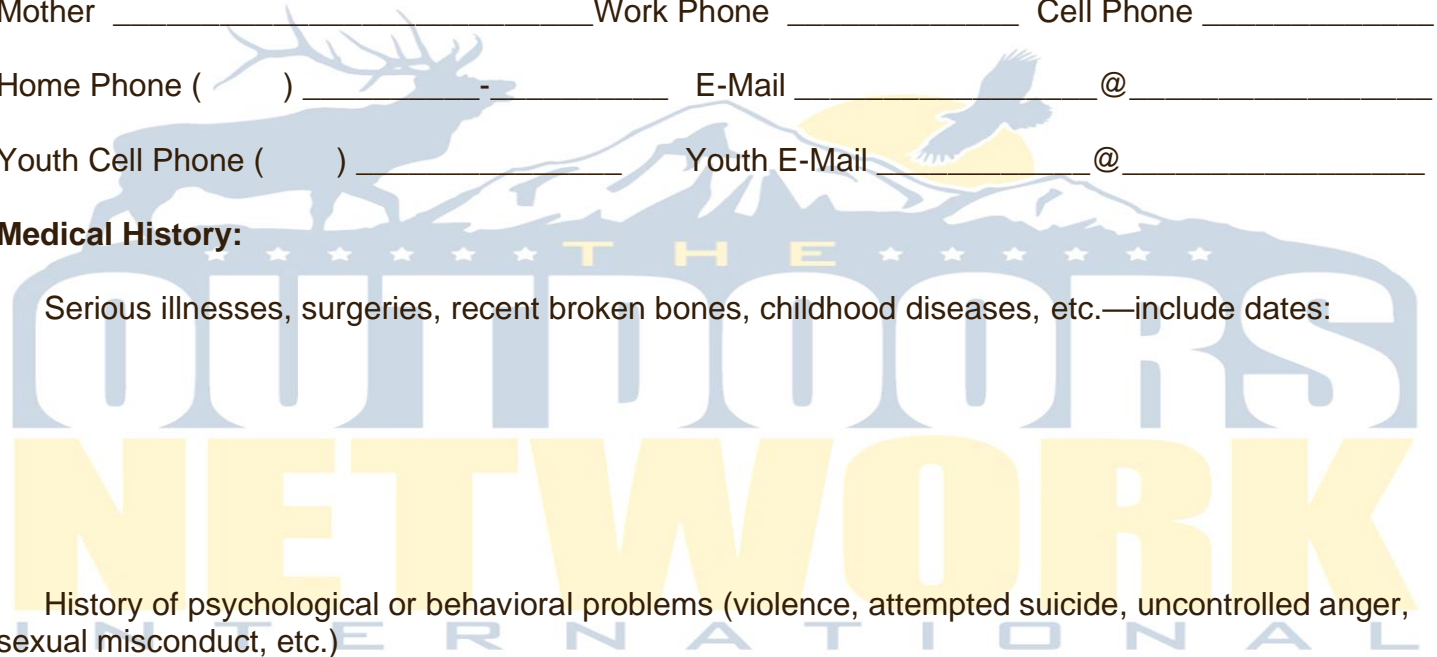 Mother ___________________________Work Phone _____________ Cell Phone _____________
Home Phone (        ) __________-__________ E-Mail _________________@_________________
Youth Cell Phone (        ) _______________ Youth E-Mail ____________@_________________
Medical History:
THE
OUTDOORS
Serious illnesses, surgeries, recent broken bones, childhood diseases, etc.—include dates:
NETWORK
History of psychological or behavioral problems (violence, attempted suicide, uncontrolled anger,
sexual misconduct, etc.)
INTERNATIONAL